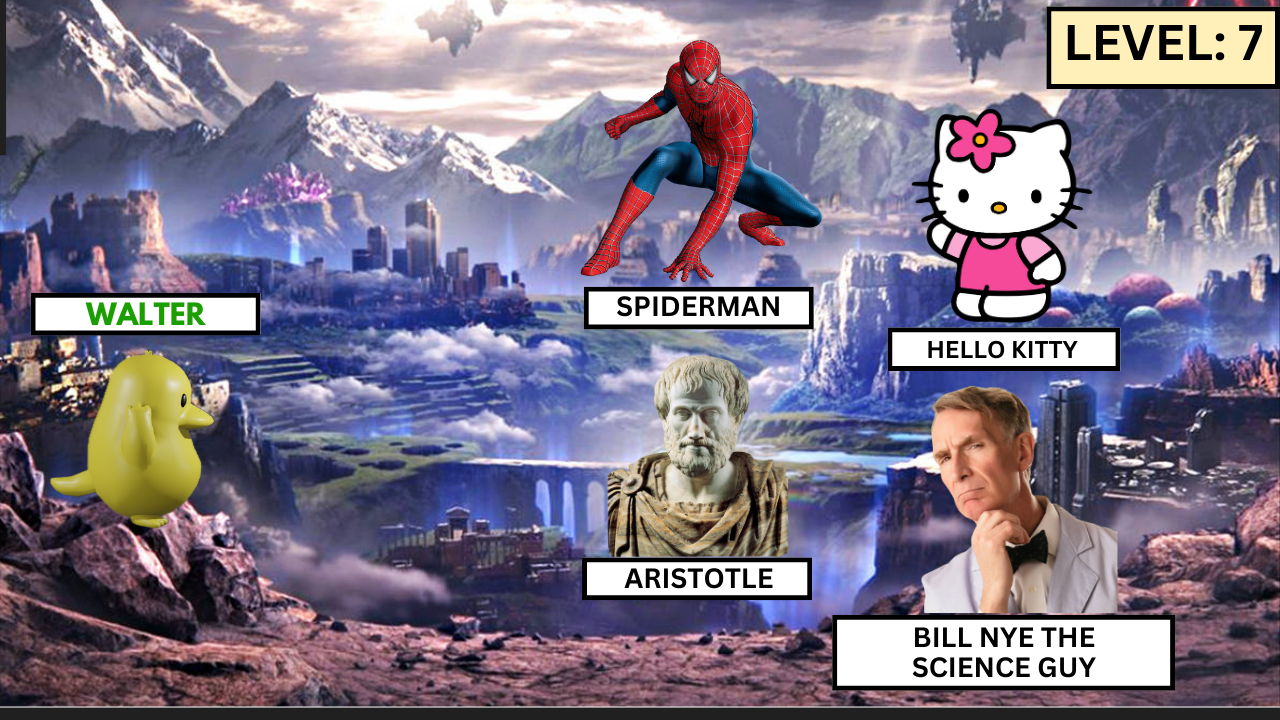 LEVEL: 7
WALTER
SPIDERMAN
HELLO KITTY
ARISTOTLE
BILL NYE THE
SCIENCE GUY